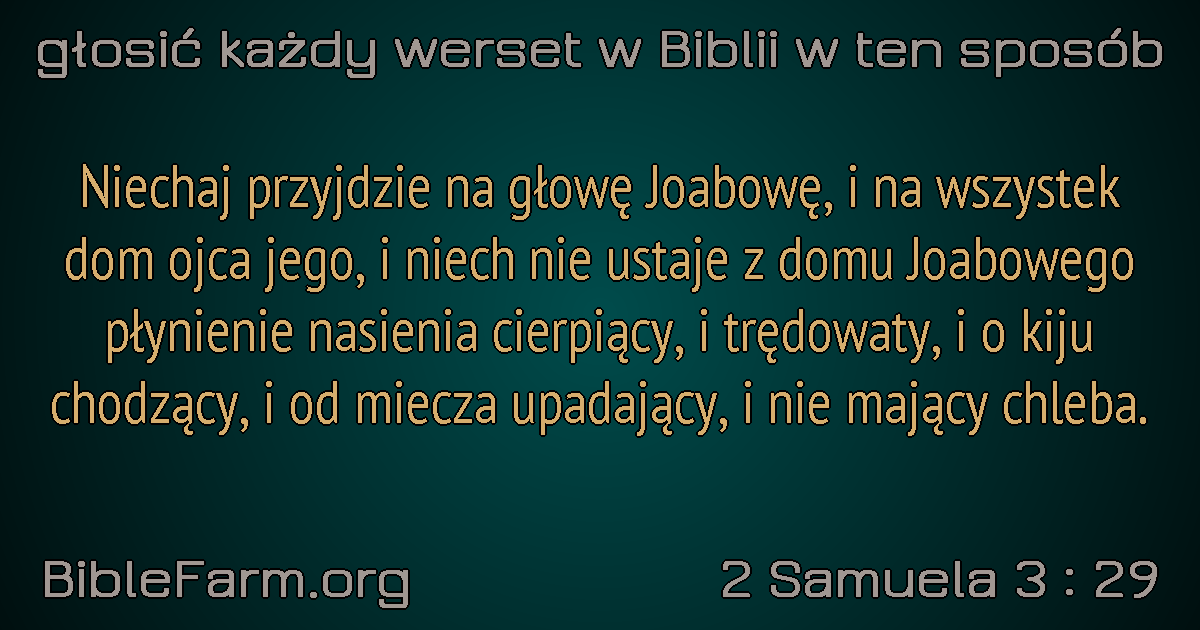 głosić każdy werset w Biblii w ten sposób
Niechaj przyjdzie na głowę Joabowę, i na wszystek
dom ojca jego, i niech nie ustaje z domu Joabowego
płynienie nasienia cierpiący, i trędowaty, i o kiju
chodzący, i od miecza upadający, i nie mający chleba.
BibleFarm.org
2 Samuela 3 : 29